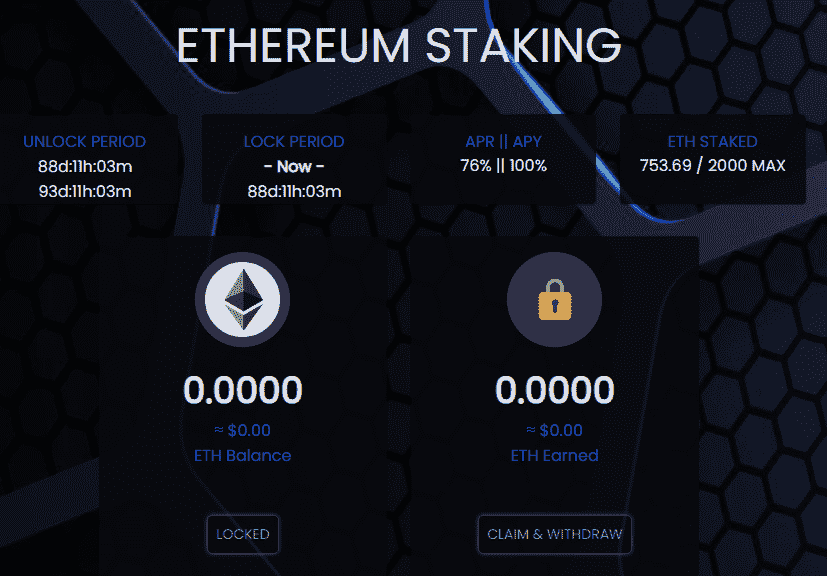 ETHEREUM STAKING
UNLOCK PERIOD
88d:11h:03m
93d:11h:03m
LOCK PERIOD
- Now -
88d:11h:03m
APR || APY
76% || 100%
ETH STAKED
753.69 / 2000 MAX
0.0000
≈ $0.00
ETH Balance
LOCKED
0.0000
≈ $0.00
ETH Earned
CLAIM & WITHDRAW